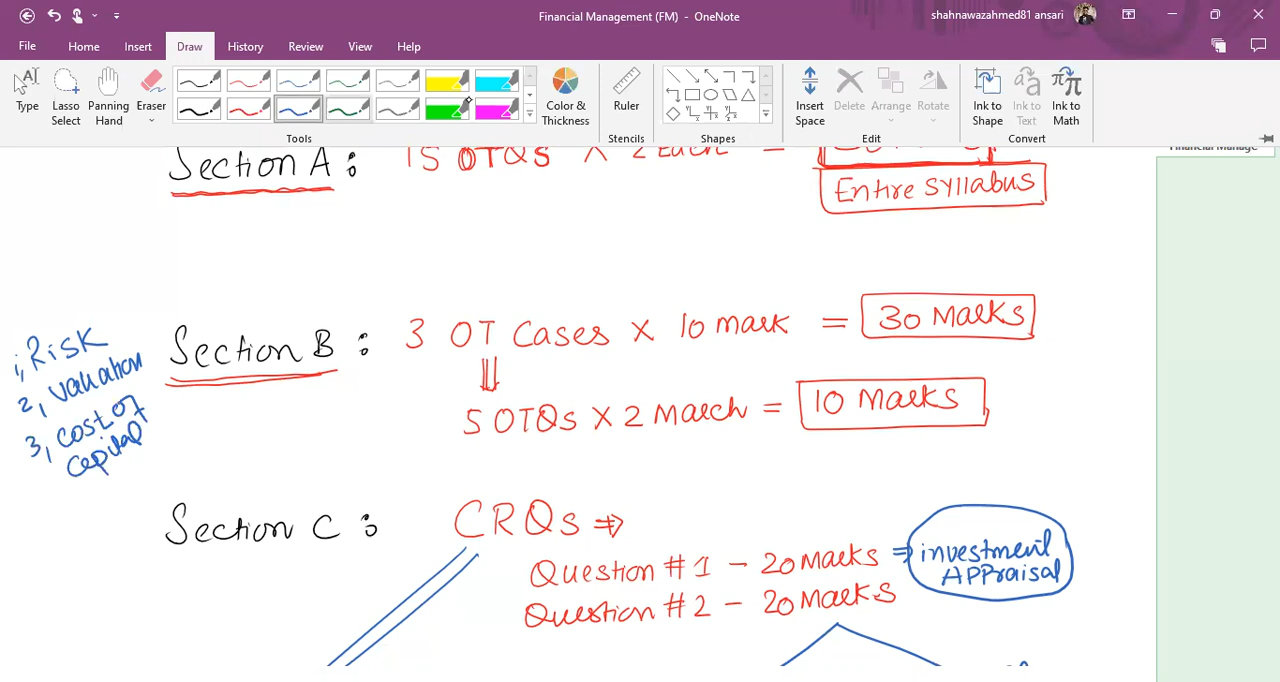 Financial Management (FM) - OneNote
shahnawazahmed81 ansari
File Home Insert Draw History Review View Help
Type
Lasso Select
Panning Hand
Eraser
Color & Thickness
Ruler
Insert Space
Delete
Arrange
Rotate
Ink to Shape
Ink to Text
Ink to Math
Tools
Stencils
Shapes
Edit
Convert
Financial Manage
Section A : 15 OTQS X 2 Each =
Entire Syllabus
Section B : 3 OT Cases X 10 mark = 30 Marks
5 OTQs X 2 March = 10 Marks
1, Risk
2, valuation
3, cost of
capital
Section C : CRQs ⇒
Question #1 - 20 Marks ⇒ investment
APPraisal
Question #2 - 20 Marks